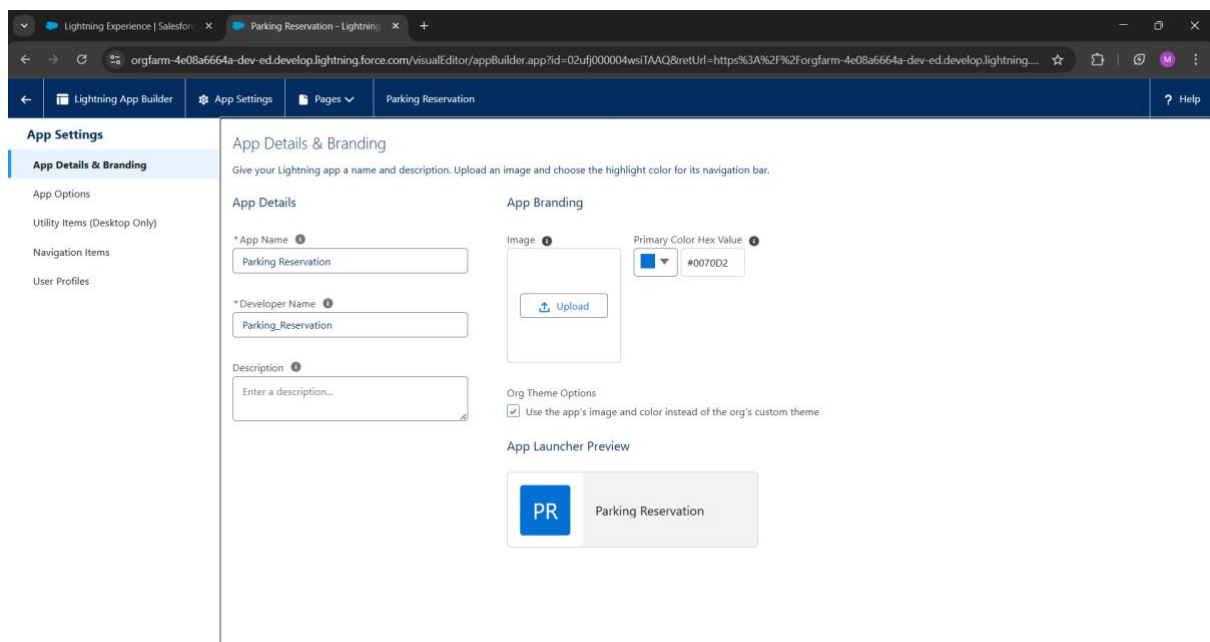 Lightning Experience | Salesforc
Parking Reservation - Lightning
orgfarm-4e08a6664a-dev-ed.develop.lightning.force.com/visualEditor/appBuilder.app?id=02ufj000004wsiTAAQ&retUrl=https%3A%2F%2Forgfarm-4e08a6664a-dev-ed.develop.lightning....
M
Lightning App Builder
App Settings
Pages
Parking Reservation
? Help
App Settings
App Details & Branding
App Options
Utility Items (Desktop Only)
Navigation Items
User Profiles
App Details & Branding
Give your Lightning app a name and description. Upload an image and choose the highlight color for its navigation bar.
App Details
*App Name
Parking Reservation
*Developer Name
Parking_Reservation
Description
Enter a description...
App Branding
Image
Upload
Primary Color Hex Value
#0070D2
Org Theme Options
Use the app's image and color instead of the org's custom theme
App Launcher Preview
PR
Parking Reservation